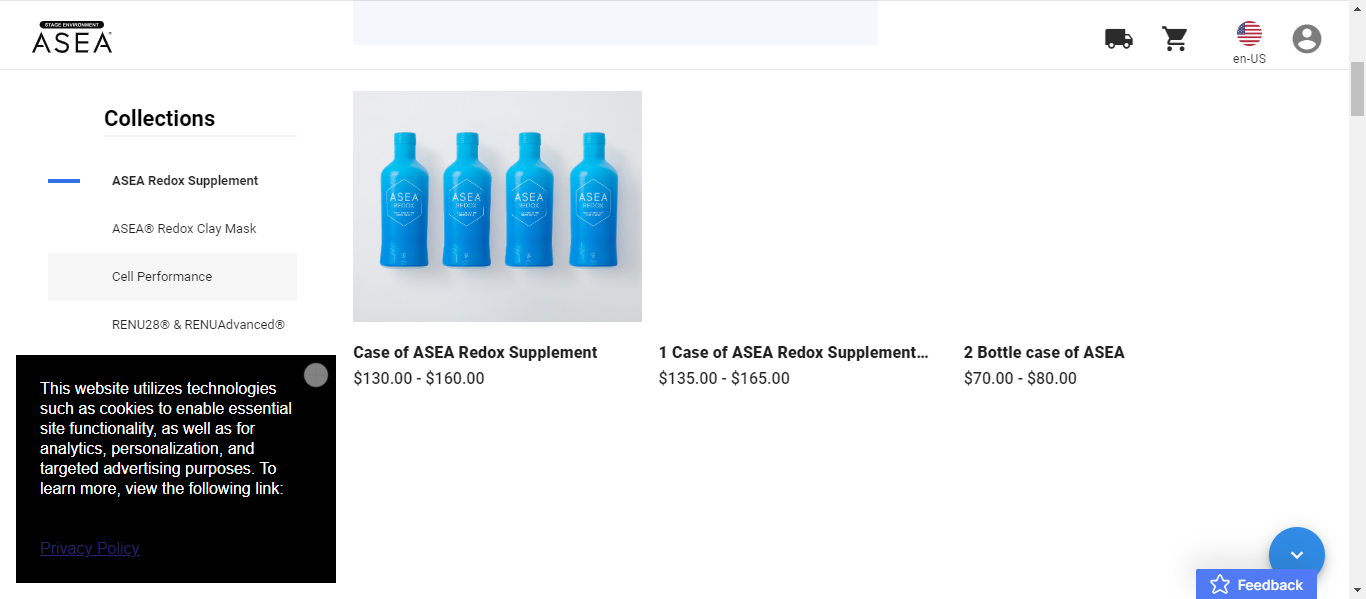 STAGE ENVIRONMENT
ASEA
en-US
Collections
ASEA Redox Supplement
ASEA® Redox Clay Mask
Cell Performance
RENU28® & RENUAdvanced®
ASEA ASEA ASEA ASEA
REDOX REDOX REDOX REDOX
Case of ASEA Redox Supplement
$130.00 - $160.00
1 Case of ASEA Redox Supplement...
$135.00 - $165.00
2 Bottle case of ASEA
$70.00 - $80.00
This website utilizes technologies
such as cookies to enable essential
site functionality, as well as for
analytics, personalization, and
targeted advertising purposes. To
learn more, view the following link:
Privacy Policy
Feedback